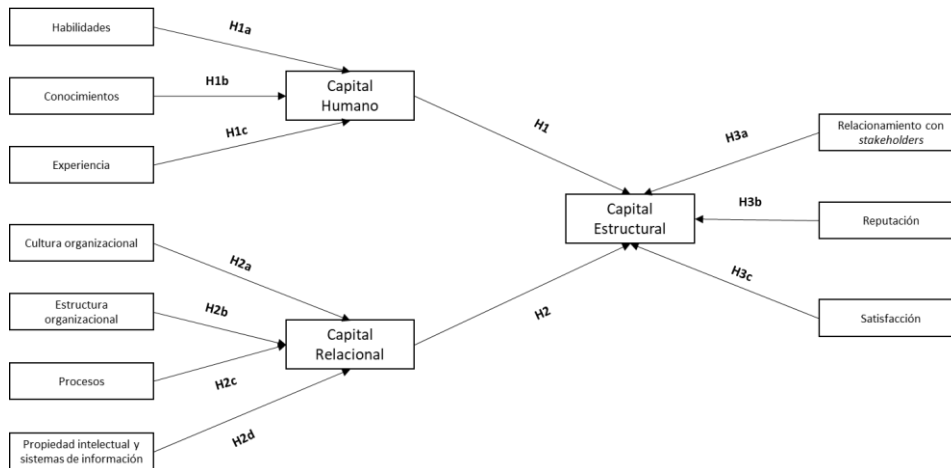 Habilidades
H1a
Conocimientos
H1b
Capital
Humano
H1c
Experiencia
H1
Relacionamiento con
stakeholders
H3a
Capital
Estructural
H3b
Reputación
Cultura organizacional
H2a
H3c
Estructura
organizacional
H2b
H2
Satisfacción
Capital
Relacional
Procesos
H2c
H2d
Propiedad intelectual y
sistemas de información